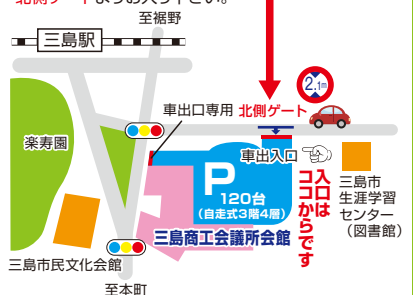 北側ゲートよりお入り下さい。
至裾野
三島駅
2.1m
車出口専用
北側ゲート
楽寿園
車出入口
P
120台
(自走式3階4層)
入口は
ココからです
三島市
生涯学習
センター
(図書館)
三島商工会議所会館
三島市民文化会館
至本町